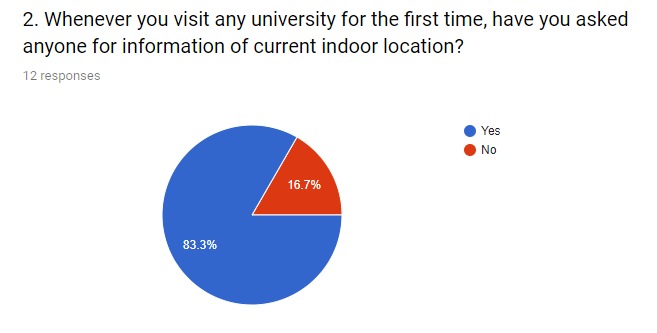 2. Whenever you visit any university for the first time, have you asked
anyone for information of current indoor location?
12 responses
Yes
No
16.7%
83.3%